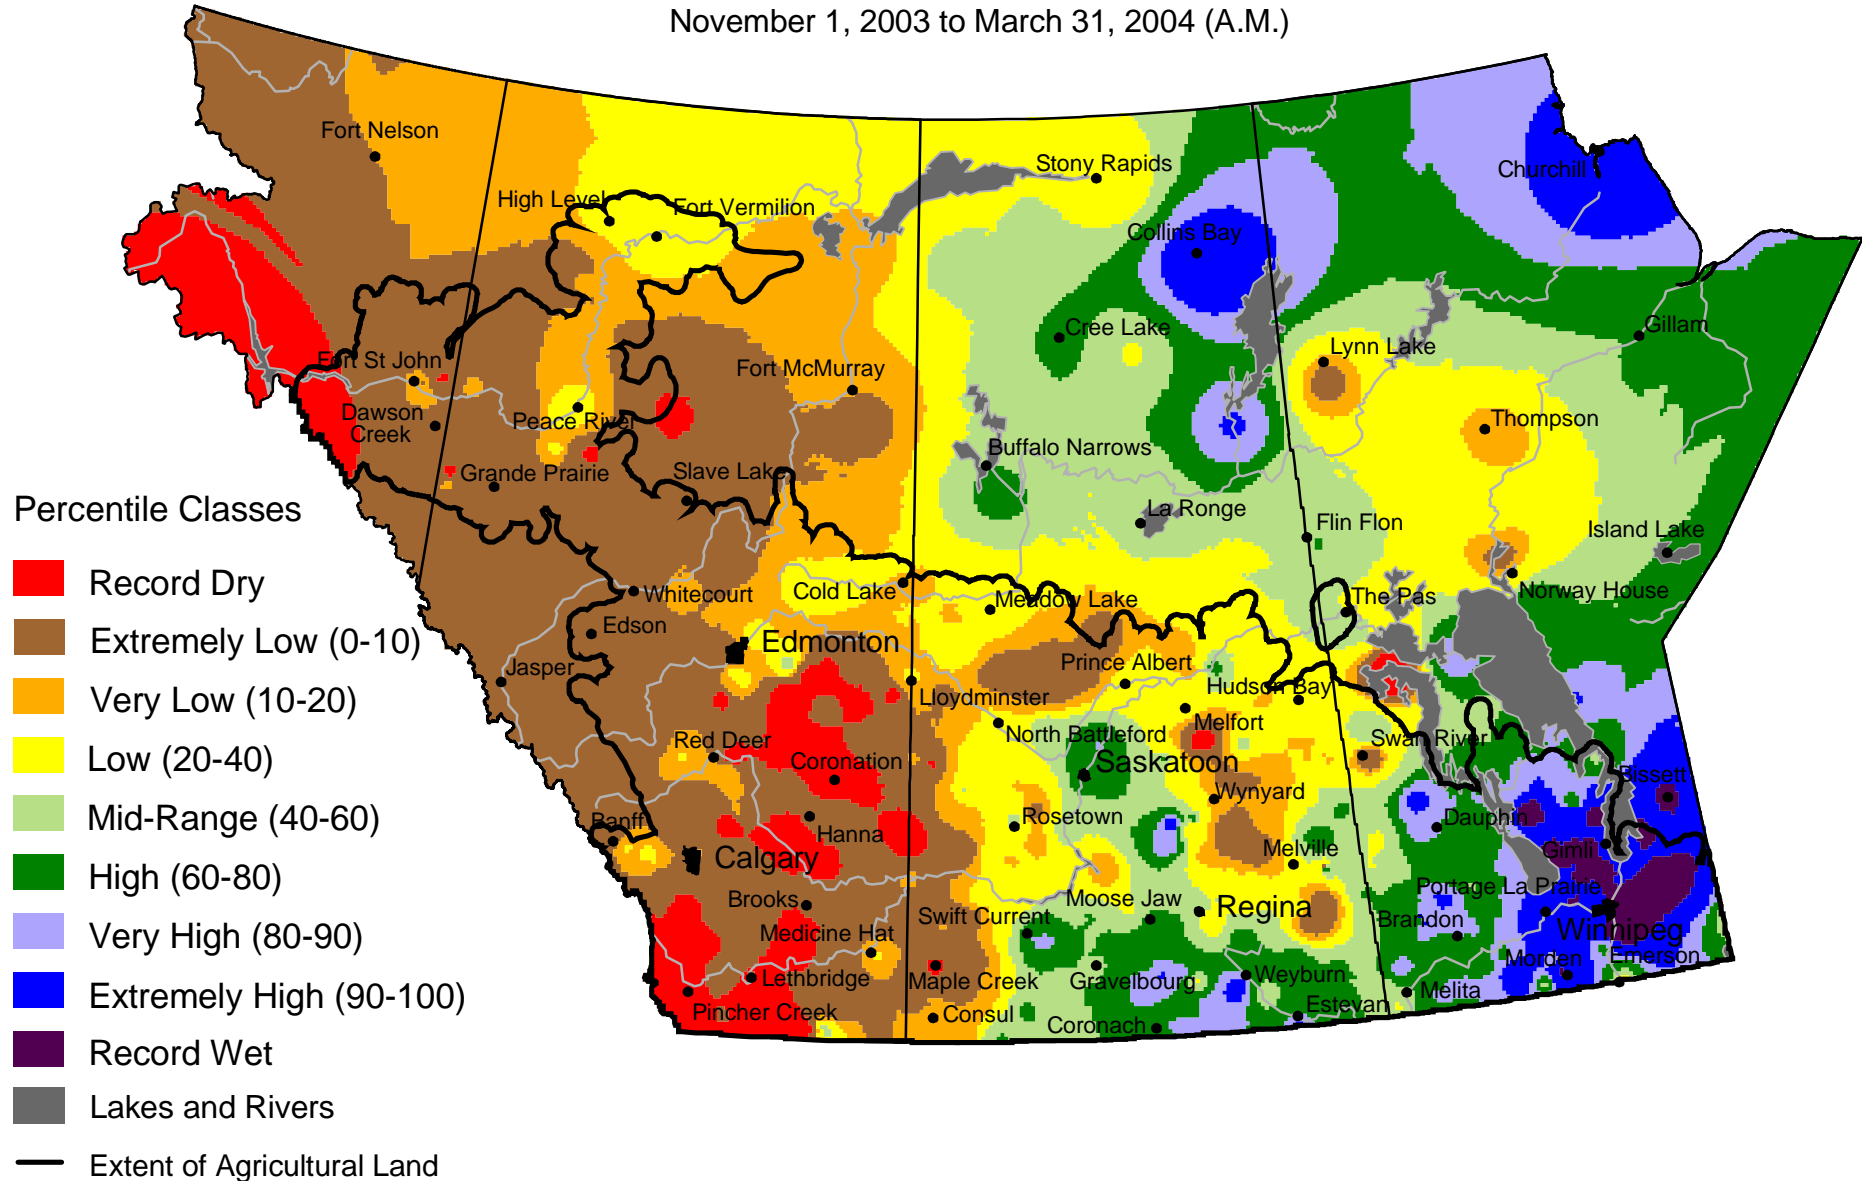 November 1, 2003 to March 31, 2004 (A.M.)
Fort Nelson
Stony Rapids
Churchill
High Level
Fort Vermilion
Collins Bay
Gillam
Cree Lake
Lynn Lake
Fort St John
Fort McMurray
Dawson
Creek
Peace River
Thompson
Buffalo Narrows
Grande Prairie
Slave Lake
La Ronge
Flin Flon
Island Lake
Whitecourt
Cold Lake
Meadow Lake
The Pas
Norway House
Edson
Edmonton
Jasper
Prince Albert
Hudson Bay
Lloydminster
Melfort
North Battleford
Red Deer
Swan River
Coronation
Saskatoon
Bissett
Wynyard
Banff
Hanna
Rosetown
Dauphin
Calgary
Melville
Gimli
Brooks
Moose Jaw
Portage La Prairie
Swift Current
Regina
Brandon
Medicine Hat
Winnipeg
Lethbridge
Maple Creek
Gravelbourg
Weyburn
Morden
Emerson
Pincher Creek
Consul
Coronach
Estevan
Melita
Percentile Classes
Record Dry
Extremely Low (0-10)
Very Low (10-20)
Low (20-40)
Mid-Range (40-60)
High (60-80)
Very High (80-90)
Extremely High (90-100)
Record Wet
Lakes and Rivers
Extent of Agricultural Land